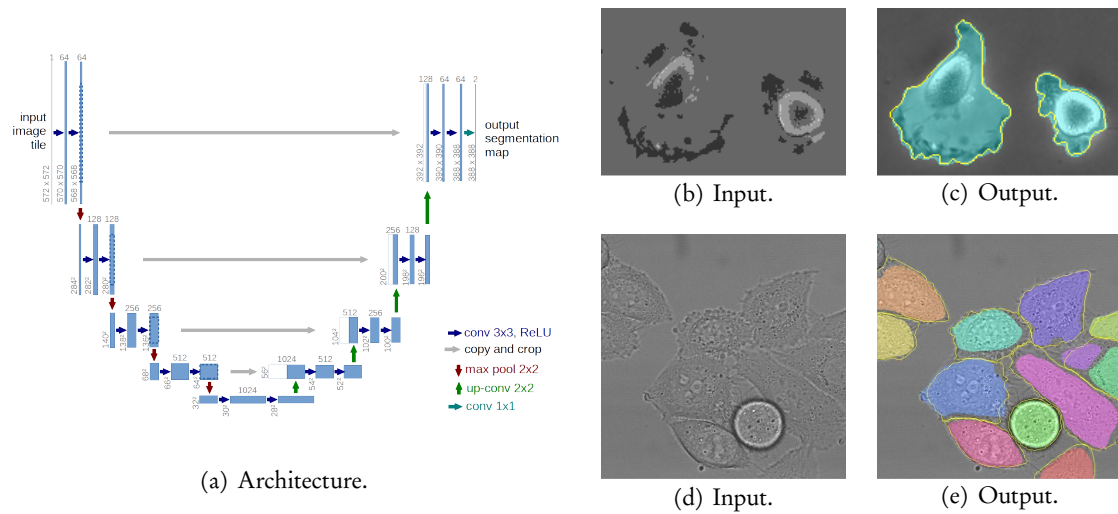 1 64 64
input
image
tile
572 x 572
570 x 570
568 x 568
128 64 64 2
output
segmentation
map
392 x 392
390 x 390
388 x 388
388 x 388
128 128
284²
282²
280²
256 128
200²
198²
196²
256 256
140²
138²
136²
512 256
104²
102²
100²
512 512
68²
66²
64²
1024 512
56²
54²
52²
1024
32²
30²
28²
conv 3x3, ReLU
copy and crop
max pool 2x2
up-conv 2x2
conv 1x1
(a) Architecture.
(b) Input.
(c) Output.
(d) Input.
(e) Output.